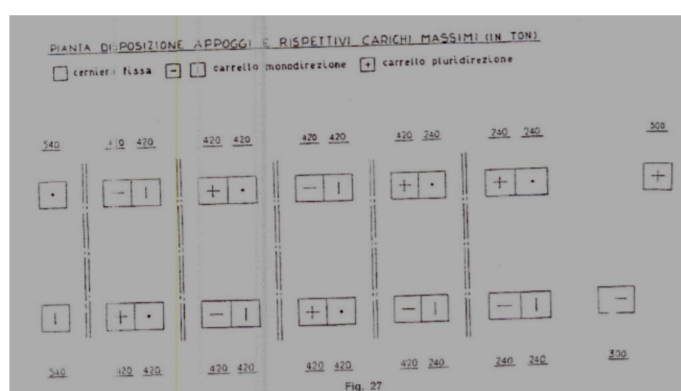 PIANTA DISPOSIZIONE APPOGGI E RISPETTIVI CARICHI MASSIMI (IN TON)
cerniera fissa carrello monodirezione carrello pluridirezione
540 420 420 420 420 420 420 420 240 240 240 300
540 420 420 420 420 420 420 420 240 240 240 300
Fig. 27